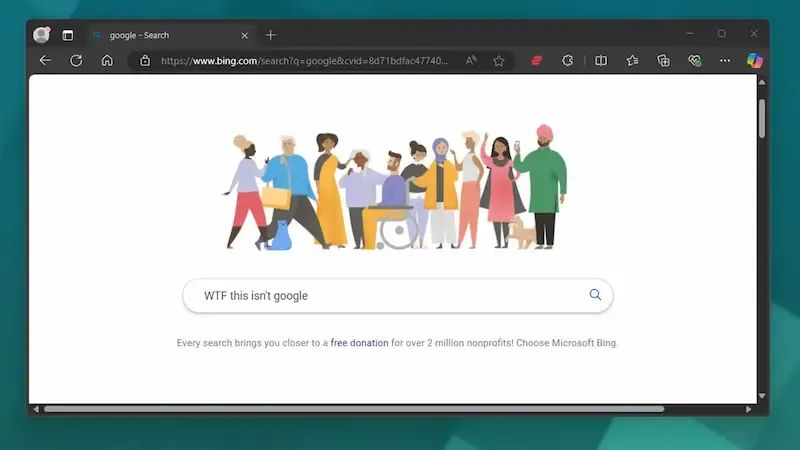 google - Search
https://www.bing.com/search?q=google&cvid=8d71bdfac47740...
WTF this isn't google
Every search brings you closer to a free donation for over 2 million nonprofits! Choose Microsoft Bing.